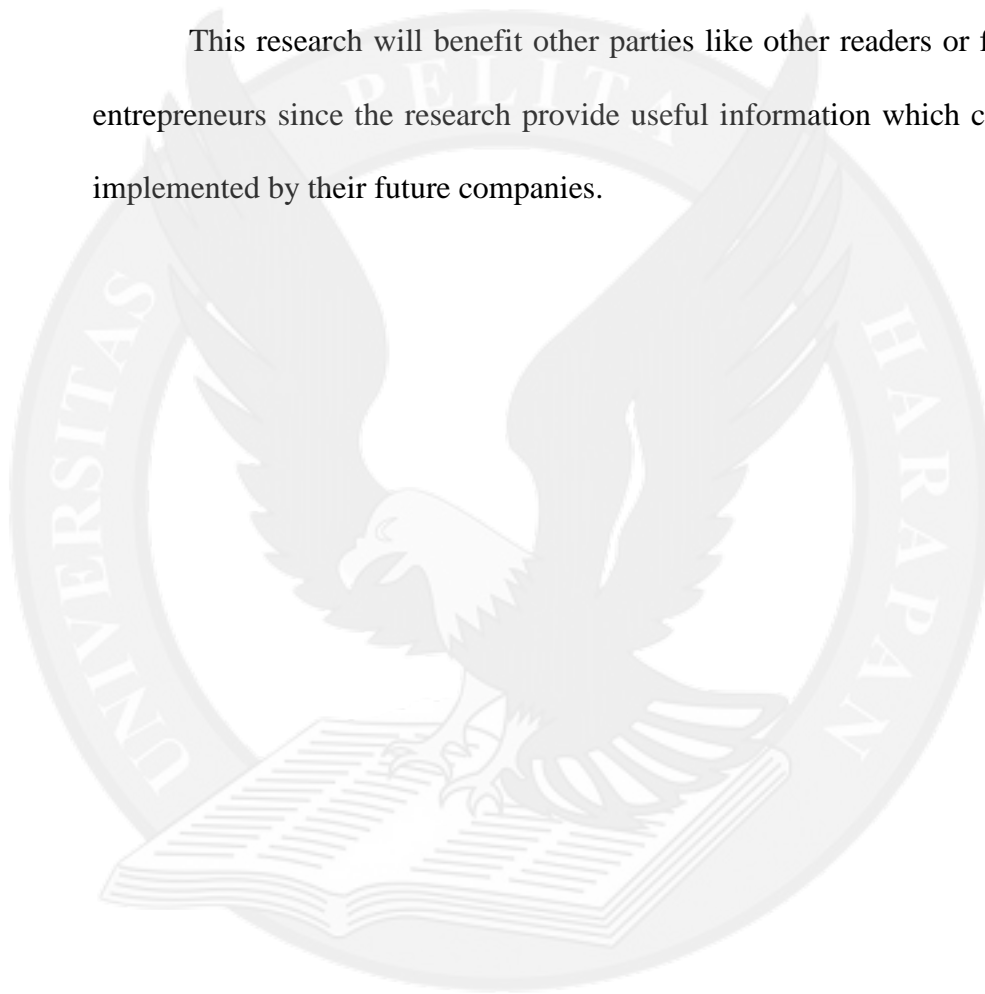 This research will benefit other parties like other readers or f
entrepreneurs since the research provide useful information which c
implemented by their future companies.
UNIVERSITAS PELITA HARAPAN